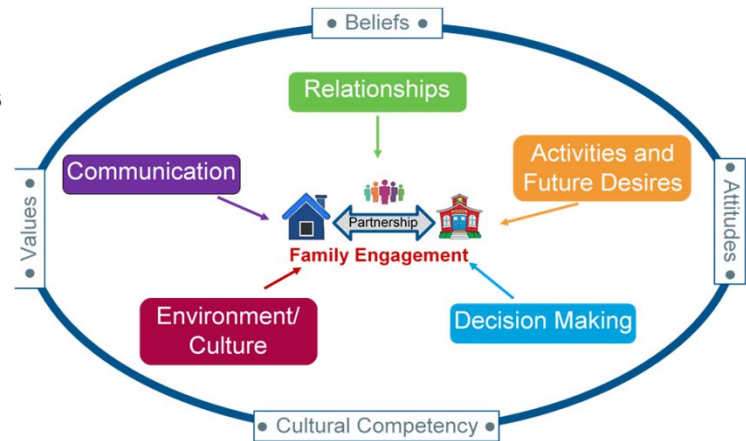 • Beliefs •
Relationships
s
Communication
Activities and
Future Desires
• Values •
• Attitudes •
Partnership
Family Engagement
Environment/
Culture
Decision Making
• Cultural Competency •